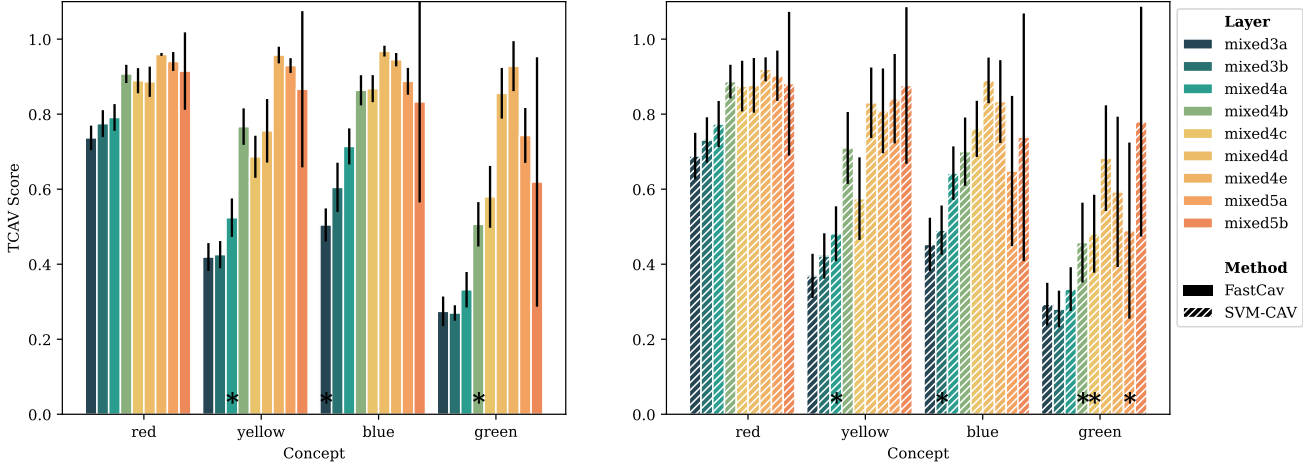 TCAV Score
1.0
0.8
0.6
0.4
0.2
0.0
* * *
red yellow blue green
Concept
1.0
0.8
0.6
0.4
0.2
0.0
* * ** *
red yellow blue green
Concept
Layer
mixed3a
mixed3b
mixed4a
mixed4b
mixed4c
mixed4d
mixed4e
mixed5a
mixed5b
Method
FastCav
SVM-CAV